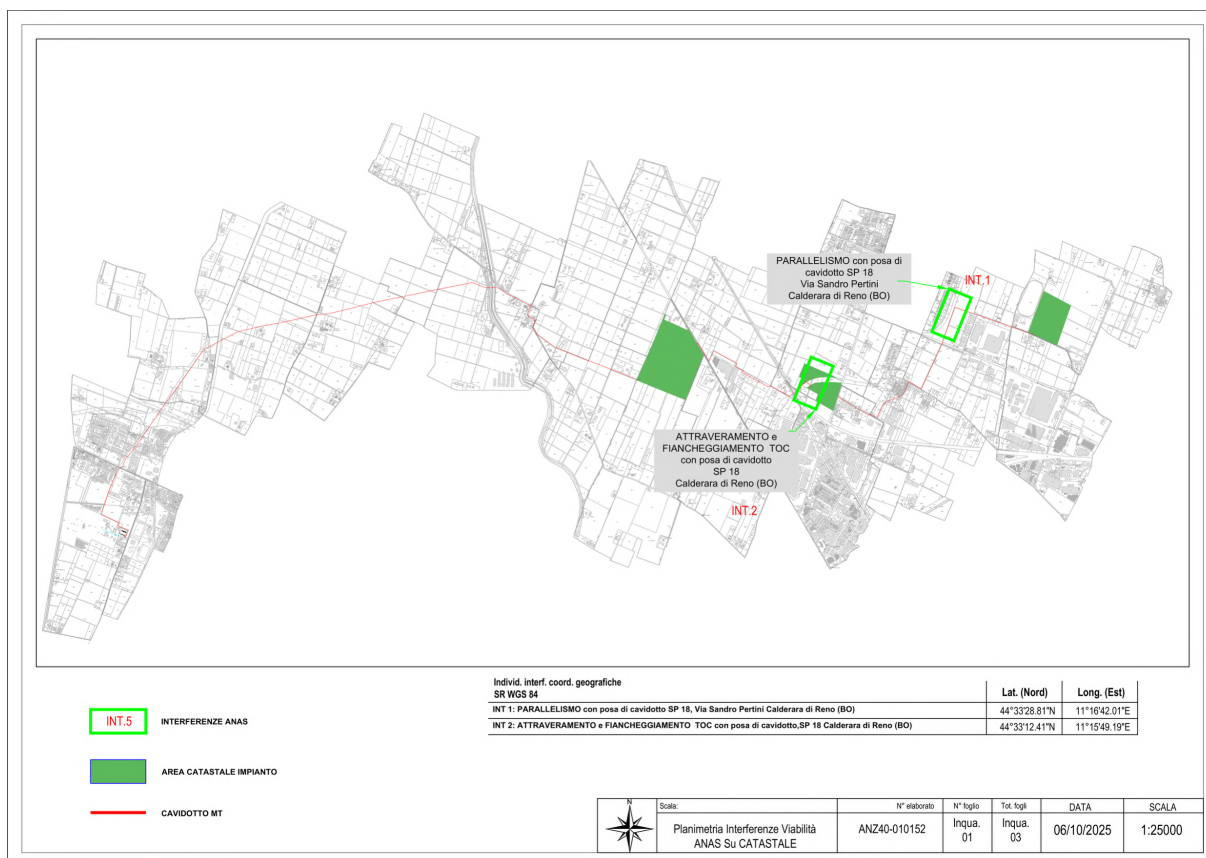 PARALLELISMO con posa di
cavidotto SP 18
Via Sandro Pertini
Calderara di Reno (BO)
INT.1
ATTRAVERAMENTO e
FIANCHEGGIAMENTO TOC
con posa di cavidotto
SP 18
Calderara di Reno (BO)
INT.2
INT.5 INTERFERENZE ANAS
AREA CATASTALE IMPIANTO
CAVIDOTTO MT
Individ. interf. coord. geografiche
SR WGS 84 Lat. (Nord) Long. (Est)
INT 1: PARALLELISMO con posa di cavidotto SP 18, Via Sandro Pertini Calderara di Reno (BO) 44°33'28.81"N 11°16'42.01"E
INT 2: ATTRAVERAMENTO e FIANCHEGGIAMENTO TOC con posa di cavidotto,SP 18 Calderara di Reno (BO) 44°33'12.41"N 11°15'49.19"E
N
Scala: N° elaborato N° foglio Tot. fogli DATA SCALA
Planimetria Interferenze Viabilità
ANAS Su CATASTALE
ANZ40-010152
Inqua.
01
Inqua.
03
06/10/2025
1:25000